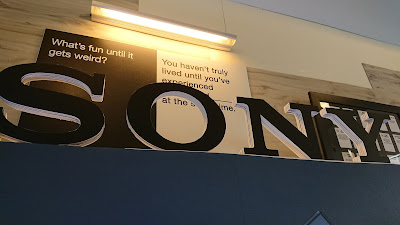 What's fun until it
gets weird?
You haven't truly
lived until you've
experienced
at the
SONY